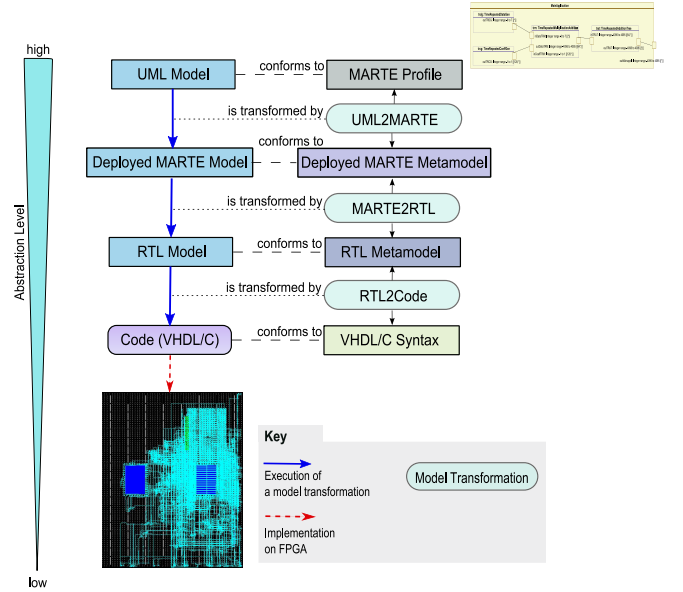 Multiplication
high
UML Model
conforms to
MARTE Profile
is transformed by
UML2MARTE
conforms to
Deployed MARTE Model
Deployed MARTE Metamodel
is transformed by
MARTE2RTL
Abstraction Level
RTL Model
conforms to
RTL Metamodel
is transformed by
RTL2Code
Code (VHDL/C)
conforms to
VHDL/C Syntax
Key
Execution of
a model transformation
Model Transformation
Implementation
on FPGA
low